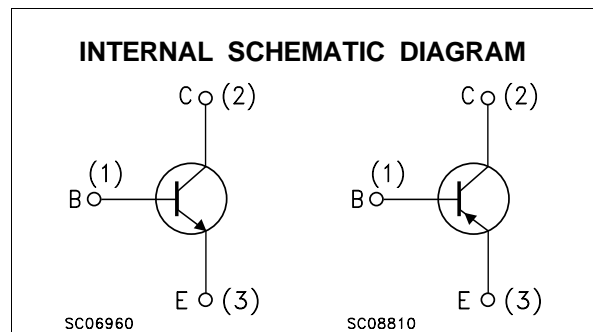 INTERNAL SCHEMATIC DIAGRAM
C (2) C (2)
(1) (1)
B B
E (3) E (3)
SC06960 SC08810